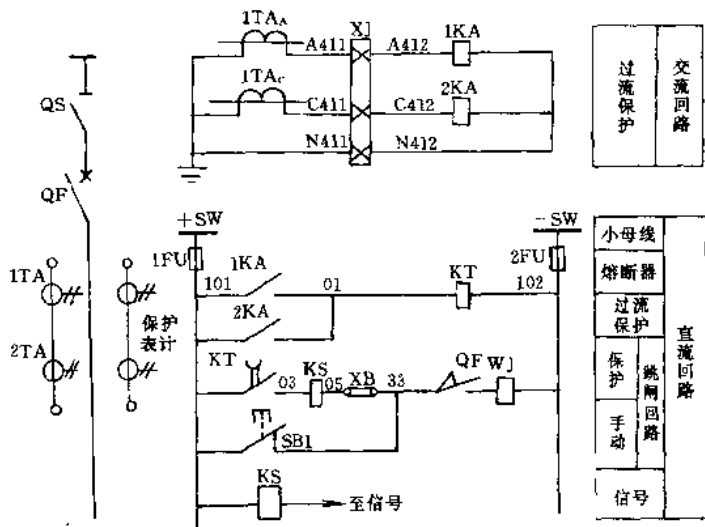 1TA_A
XJ
1KA
A411
A412
QS
1TA_C
2KA
C411
C412
N411
N412
过流保护
交流回路
QF
+SW
-SW
小母线
1FU
2FU
熔断器
1TA
101
1KA
01
KT
102
过流
保护
2KA
保护
表计
2TA
KT
03
KS
05
XB
33
QF
WJ
保护
跳闸回路
直流回路
SB1
手动
KS
至信号
信号